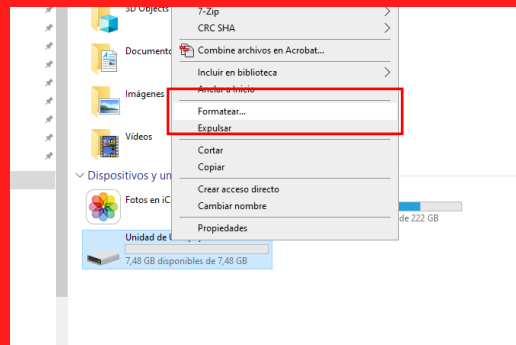 3D Objects
7-Zip
CRC SHA
Documento
Combine archivos en Acrobat...
Incluir en biblioteca
Imágenes
Anclar a Inicio
Formatear...
Expulsar
Vídeos
Cortar
Copiar
Dispositivos y un
Crear acceso directo
Fotos en iC
Cambiar nombre
de 222 GB
Propiedades
Unidad de
7,48 GB disponibles de 7,48 GB